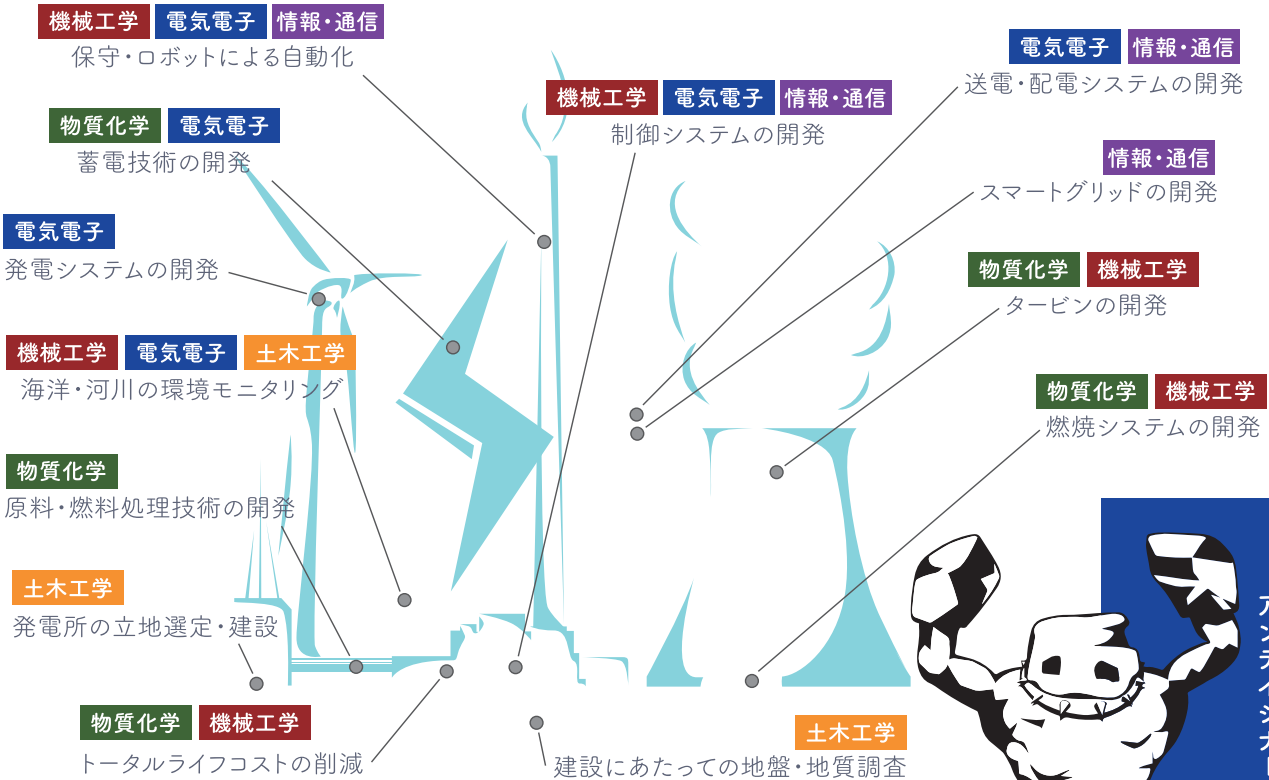 機械工学 電気電子 情報・通信
保守・ロボットによる自動化
物質化学 電気電子
蓄電技術の開発
電気電子
発電システムの開発
機械工学 電気電子 土木工学
海洋・河川の環境モニタリング
物質化学
原料・燃料処理技術の開発
土木工学
発電所の立地選定・建設
物質化学 機械工学
トータルライフコストの削減
機械工学 電気電子 情報・通信
制御システムの開発
電気電子 情報・通信
送電・配電システムの開発
情報・通信
スマートグリッドの開発
物質化学 機械工学
タービンの開発
物質化学 機械工学
燃焼システムの開発
土木工学
建設にあたっての地盤・地質調査